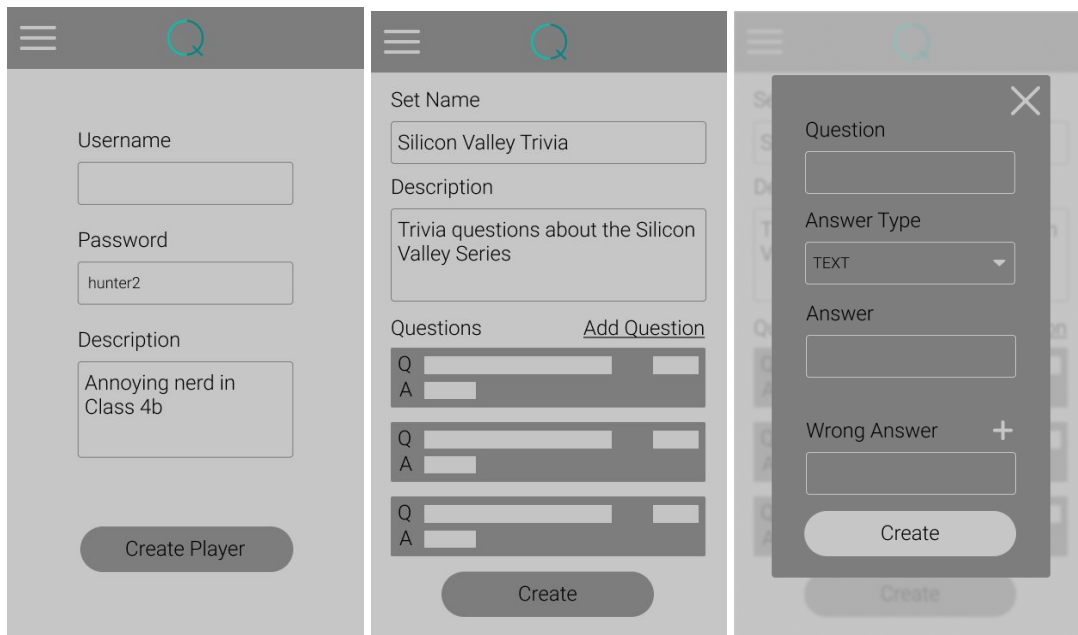 Username
Password
hunter2
Description
Annoying nerd in
Class 4b
Create Player
Set Name
Silicon Valley Trivia
Description
Trivia questions about the Silicon
Valley Series
Questions Add Question
Q
A
Q
A
Q
A
Create
Question
Answer Type
TEXT
Answer
Wrong Answer +
Create
Create